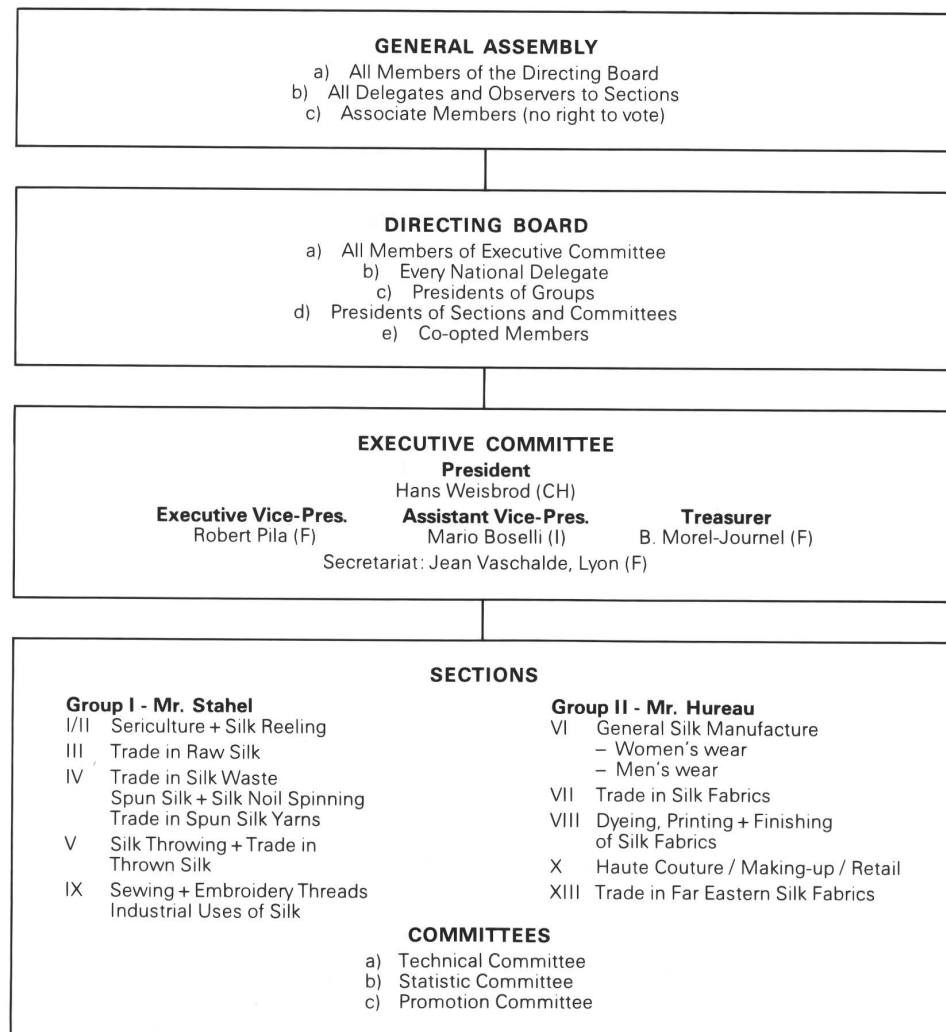 GENERAL ASSEMBLY
a) All Members of the Directing Board
b) All Delegates and Observers to Sections
c) Associate Members (no right to vote)
DIRECTING BOARD
a) All Members of Executive Committee
b) Every National Delegate
c) Presidents of Groups
d) Presidents of Sections and Committees
e) Co-opted Members
EXECUTIVE COMMITTEE
President
Hans Weisbrod (CH)
Executive Vice-Pres. Assistant Vice-Pres. Treasurer
Robert Pila (F) Mario Boselli (I) B. Morel-Journel (F)
Secretariat: Jean Vaschalde, Lyon (F)
SECTIONS
Group I - Mr. Stahel
I/II Sericulture + Silk Reeling
III Trade in Raw Silk
IV Trade in Silk Waste
Spun Silk + Silk Noil Spinning
Trade in Spun Silk Yarns
V Silk Throwing + Trade in
Thrown Silk
IX Sewing + Embroidery Threads
Industrial Uses of Silk
Group II - Mr. Hureau
VI General Silk Manufacture
– Women's wear
– Men's wear
VII Trade in Silk Fabrics
VIII Dyeing, Printing + Finishing
of Silk Fabrics
X Haute Couture / Making-up / Retail
XIII Trade in Far Eastern Silk Fabrics
COMMITTEES
a) Technical Committee
b) Statistic Committee
c) Promotion Committee